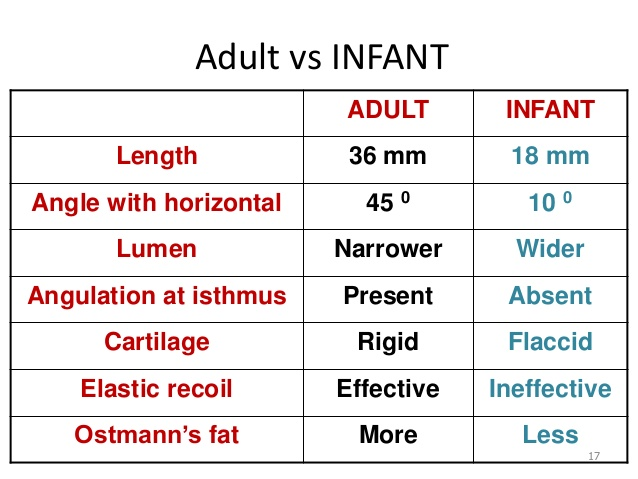 Adult vs INFANT
ADULT INFANT
Length 36 mm 18 mm
Angle with horizontal 45 ⁰ 10 ⁰
Lumen Narrower Wider
Angulation at isthmus Present Absent
Cartilage Rigid Flaccid
Elastic recoil Effective Ineffective
Ostmann’s fat More Less
17